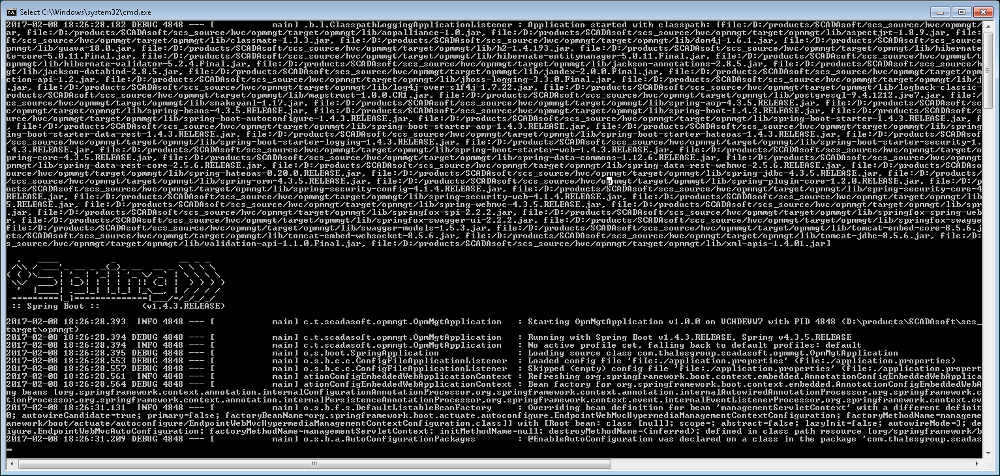 Select C:\Windows\system32\cmd.exe
2017-02-08 18:26:28.182 DEBUG 4848 --- [           main] .b.l.ClasspathLoggingApplicationListener : Application started with classpath: [file:/D:/products/SCADAsoft/scs_source/hvc/opmmgt/
ar, file:/D:/products/SCADAsoft/scs_source/hvc/opmmgt/target/opmmgt/lib/aopalliance-1.0.jar, file:/D:/products/SCADAsoft/scs_source/hvc/opmmgt/target/opmmgt/lib/aspectjrt-1.8.9.jar, file:
ft/scs_source/hvc/opmmgt/target/opmmgt/lib/classmate-1.3.3.jar, file:/D:/products/SCADAsoft/scs_source/hvc/opmmgt/target/opmmgt/lib/dom4j-1.6.1.jar, file:/D:/products/SCADAsoft/scs_source
pmmgt/lib/guava-18.0.jar, file:/D:/products/SCADAsoft/scs_source/hvc/opmmgt/target/opmmgt/lib/h2-1.4.193.jar, file:/D:/products/SCADAsoft/scs_source/hvc/opmmgt/target/opmmgt/lib/hibernate
te-core-5.0.11.Final.jar, file:/D:/products/SCADAsoft/scs_source/hvc/opmmgt/target/opmmgt/lib/hibernate-entitymanager-5.0.11.Final.jar, file:/D:/products/SCADAsoft/scs_source/hvc/opmmgt/t
opmmgt/lib/hibernate-validator-5.2.4.Final.jar, file:/D:/products/SCADAsoft/scs_source/hvc/opmmgt/target/opmmgt/lib/jackson-annotations-2.8.5.jar, file:/D:/products/SCADAsoft/scs_source/h
gt/lib/jackson-databind-2.8.5.jar, file:/D:/products/SCADAsoft/scs_source/hvc/opmmgt/target/opmmgt/lib/jandex-2.0.0.Final.jar, file:/D:/products/SCADAsoft/scs_source/hvc/opmmgt/target/opm
ction-api-1.2.jar, file:/D:/products/SCADAsoft/scs_source/hvc/opmmgt/target/opmmgt/lib/jboss-logging-3.3.0.Final.jar, file:/D:/products/SCADAsoft/scs_source/hvc/opmmgt/target/opmmgt/lib/j
.jar, file:/D:/products/SCADAsoft/scs_source/hvc/opmmgt/target/opmmgt/lib/log4j-over-slf4j-1.7.22.jar, file:/D:/products/SCADAsoft/scs_source/hvc/opmmgt/target/opmmgt/lib/logback-classic-
roducts/SCADAsoft/scs_source/hvc/opmmgt/target/opmmgt/lib/mapstruct-1.0.0.CR1.jar, file:/D:/products/SCADAsoft/scs_source/hvc/opmmgt/target/opmmgt/lib/postgresql-9.4.1212.jre7.jar, file:/
cs_source/hvc/opmmgt/target/opmmgt/lib/snakeyaml-1.17.jar, file:/D:/products/SCADAsoft/scs_source/hvc/opmmgt/target/opmmgt/lib/spring-aop-4.3.5.RELEASE.jar, file:/D:/products/SCADAsoft/sc
c/opmmgt/target/opmmgt/lib/spring-beans-4.3.5.RELEASE.jar, file:/D:/products/SCADAsoft/scs_source/hvc/opmmgt/target/opmmgt/lib/spring-boot-1.4.3.RELEASE.jar, file:/D:/products/SCADAsoft/s
urce/hvc/opmmgt/target/opmmgt/lib/spring-boot-autoconfigure-1.4.3.RELEASE.jar, file:/D:/products/SCADAsoft/scs_source/hvc/opmmgt/target/opmmgt/lib/spring-boot-starter-1.4.3.RELEASE.jar, f
, file:/D:/products/SCADAsoft/scs_source/hvc/opmmgt/target/opmmgt/lib/spring-boot-starter-aop-1.4.3.RELEASE.jar, file:/D:/products/SCADAsoft/scs_source/hvc/opmmgt/target/opmmgt/lib/spring
ing-boot-starter-data-rest-1.4.3.RELEASE.jar, file:/D:/products/SCADAsoft/scs_source/hvc/opmmgt/target/opmmgt/lib/spring-boot-starter-hateoas-1.4.3.RELEASE.jar, file:/D:/products/SCADAsof
/scs_source/hvc/opmmgt/target/opmmgt/lib/spring-boot-starter-logging-1.4.3.RELEASE.jar, file:/D:/products/SCADAsoft/scs_source/hvc/opmmgt/target/opmmgt/lib/spring-boot-starter-security-1.
.4.3.RELEASE.jar, file:/D:/products/SCADAsoft/scs_source/hvc/opmmgt/target/opmmgt/lib/spring-boot-starter-web-1.4.3.RELEASE.jar, file:/D:/products/SCADAsoft/scs_source/hvc/opmmgt/target/o
spring-core-4.3.5.RELEASE.jar, file:/D:/products/SCADAsoft/scs_source/hvc/opmmgt/target/opmmgt/lib/spring-data-commons-1.12.6.RELEASE.jar, file:/D:/products/SCADAsoft/scs_source/hvc/opmmg
pmmgt/lib/spring-data-rest-core-2.5.6.RELEASE.jar, file:/D:/products/SCADAsoft/scs_source/hvc/opmmgt/target/opmmgt/lib/spring-data-rest-webmvc-2.5.6.RELEASE.jar, file:/D:/products/SCADAso
ource/hvc/opmmgt/target/opmmgt/lib/spring-hateoas-0.20.0.RELEASE.jar, file:/D:/products/SCADAsoft/scs_source/hvc/opmmgt/target/opmmgt/lib/spring-jdbc-4.3.5.RELEASE.jar, file:/D:/products/
/scs_source/hvc/opmmgt/target/opmmgt/lib/spring-orm-4.3.5.RELEASE.jar, file:/D:/products/SCADAsoft/scs_source/hvc/opmmgt/target/opmmgt/lib/spring-plugin-core-1.2.0.RELEASE.jar, file:/D:/p
ucts/SCADAsoft/scs_source/hvc/opmmgt/target/opmmgt/lib/spring-security-config-4.1.4.RELEASE.jar, file:/D:/products/SCADAsoft/scs_source/hvc/opmmgt/target/opmmgt/lib/spring-security-core-4
RELEASE.jar, file:/D:/products/SCADAsoft/scs_source/hvc/opmmgt/target/opmmgt/lib/spring-security-web-4.1.4.RELEASE.jar, file:/D:/products/SCADAsoft/scs_source/hvc/opmmgt/target/opmmgt/lib
5.RELEASE.jar, file:/D:/products/SCADAsoft/scs_source/hvc/opmmgt/target/opmmgt/lib/spring-webmvc-4.3.5.RELEASE.jar, file:/D:/products/SCADAsoft/scs_source/hvc/opmmgt/target/opmmgt/lib/spr
.jar, file:/D:/products/SCADAsoft/scs_source/hvc/opmmgt/target/opmmgt/lib/springfox-spi-2.2.2.jar, file:/D:/products/SCADAsoft/scs_source/hvc/opmmgt/target/opmmgt/lib/springfox-spring-web
r, file:/D:/products/SCADAsoft/scs_source/hvc/opmmgt/target/opmmgt/lib/springfox-swagger-ui-2.2.2.jar, file:/D:/products/SCADAsoft/scs_source/hvc/opmmgt/target/opmmgt/lib/springfox-swagge
file:/D:/products/SCADAsoft/scs_source/hvc/opmmgt/target/opmmgt/lib/swagger-models-1.5.3.jar, file:/D:/products/SCADAsoft/scs_source/hvc/opmmgt/target/opmmgt/lib/tomcat-embed-core-8.5.6.j
cts/SCADAsoft/scs_source/hvc/opmmgt/target/opmmgt/lib/tomcat-embed-websocket-8.5.6.jar, file:/D:/products/SCADAsoft/scs_source/hvc/opmmgt/target/opmmgt/lib/tomcat-jdbc-8.5.6.jar, file:/D:
s_source/hvc/opmmgt/target/opmmgt/lib/validation-api-1.1.0.Final.jar, file:/D:/products/SCADAsoft/scs_source/hvc/opmmgt/target/opmmgt/lib/xml-apis-1.4.01.jar]
Spring
:: Spring Boot ::        (v1.4.3.RELEASE)
2017-02-08 18:26:28.393  INFO 4848 --- [           main] c.t.scadasoft.opmmgt.OpmMgtApplication   : Starting OpmMgtApplication v1.0.0 on VCHDEVW7 with PID 4848 (D:\products\SCADAsoft\scs_
target\opmmgt)
2017-02-08 18:26:28.394 DEBUG 4848 --- [           main] c.t.scadasoft.opmmgt.OpmMgtApplication   : Running with Spring Boot v1.4.3.RELEASE, Spring v4.3.5.RELEASE
2017-02-08 18:26:28.394  INFO 4848 --- [           main] c.t.scadasoft.opmmgt.OpmMgtApplication   : No active profile set, falling back to default profiles: default
2017-02-08 18:26:28.395 DEBUG 4848 --- [           main] o.s.boot.SpringApplication               : Loading source class com.thalesgroup.scadasoft.opmmgt.OpmMgtApplication
2017-02-08 18:26:28.553 DEBUG 4848 --- [           main] o.s.b.c.c.ConfigFileApplicationListener  : Loaded config file 'file:./application.properties' (file:./application.properties)
2017-02-08 18:26:28.557 DEBUG 4848 --- [           main] o.s.b.c.c.ConfigFileApplicationListener  : Skipped (empty) config file 'file:./application.properties' (file:./application.propert
2017-02-08 18:26:28.561  INFO 4848 --- [           main] ationConfigEmbeddedWebApplicationContext : Refreshing org.springframework.boot.context.embedded.AnnotationConfigEmbeddedWebApplica
2017-02-08 18:26:28.564 DEBUG 4848 --- [           main] ationConfigEmbeddedWebApplicationContext : Bean factory for org.springframework.boot.context.embedded.AnnotationConfigEmbeddedWebA
ng beans [org.springframework.context.annotation.internalConfigurationAnnotationProcessor,org.springframework.context.annotation.internalAutowiredAnnotationProcessor,org.springframework.c
tionProcessor,org.springframework.context.annotation.internalPersistenceAnnotationProcessor,org.springframework.context.event.internalEventListenerProcessor,org.springframework.context.ev
2017-02-08 18:26:31.131  INFO 4848 --- [           main] o.s.b.f.s.DefaultListableBeanFactory     : Overriding bean definition for bean 'managementServletContext' with a different definit
0; autowireCandidate=true; primary=false; factoryBeanName=org.springframework.boot.actuate.autoconfigure.EndpointWebMvcHypermediaManagementContextConfiguration; factoryMethodName=manageme
amework/boot/actuate/autoconfigure/EndpointWebMvcHypermediaManagementContextConfiguration.class]] with [Root bean: class [null]; scope=; abstract=false; lazyInit=false; autowireMode=3; de
igure.EndpointWebMvcAutoConfiguration; factoryMethodName=managementServletContext; initMethodName=null; destroyMethodName=(inferred); defined in class path resource [org/springframework/b
2017-02-08 18:26:31.209 DEBUG 4848 --- [           main] o.s.b.a.AutoConfigurationPackages        : @EnableAutoConfiguration was declared on a class in the package 'com.thalesgroup.scadas